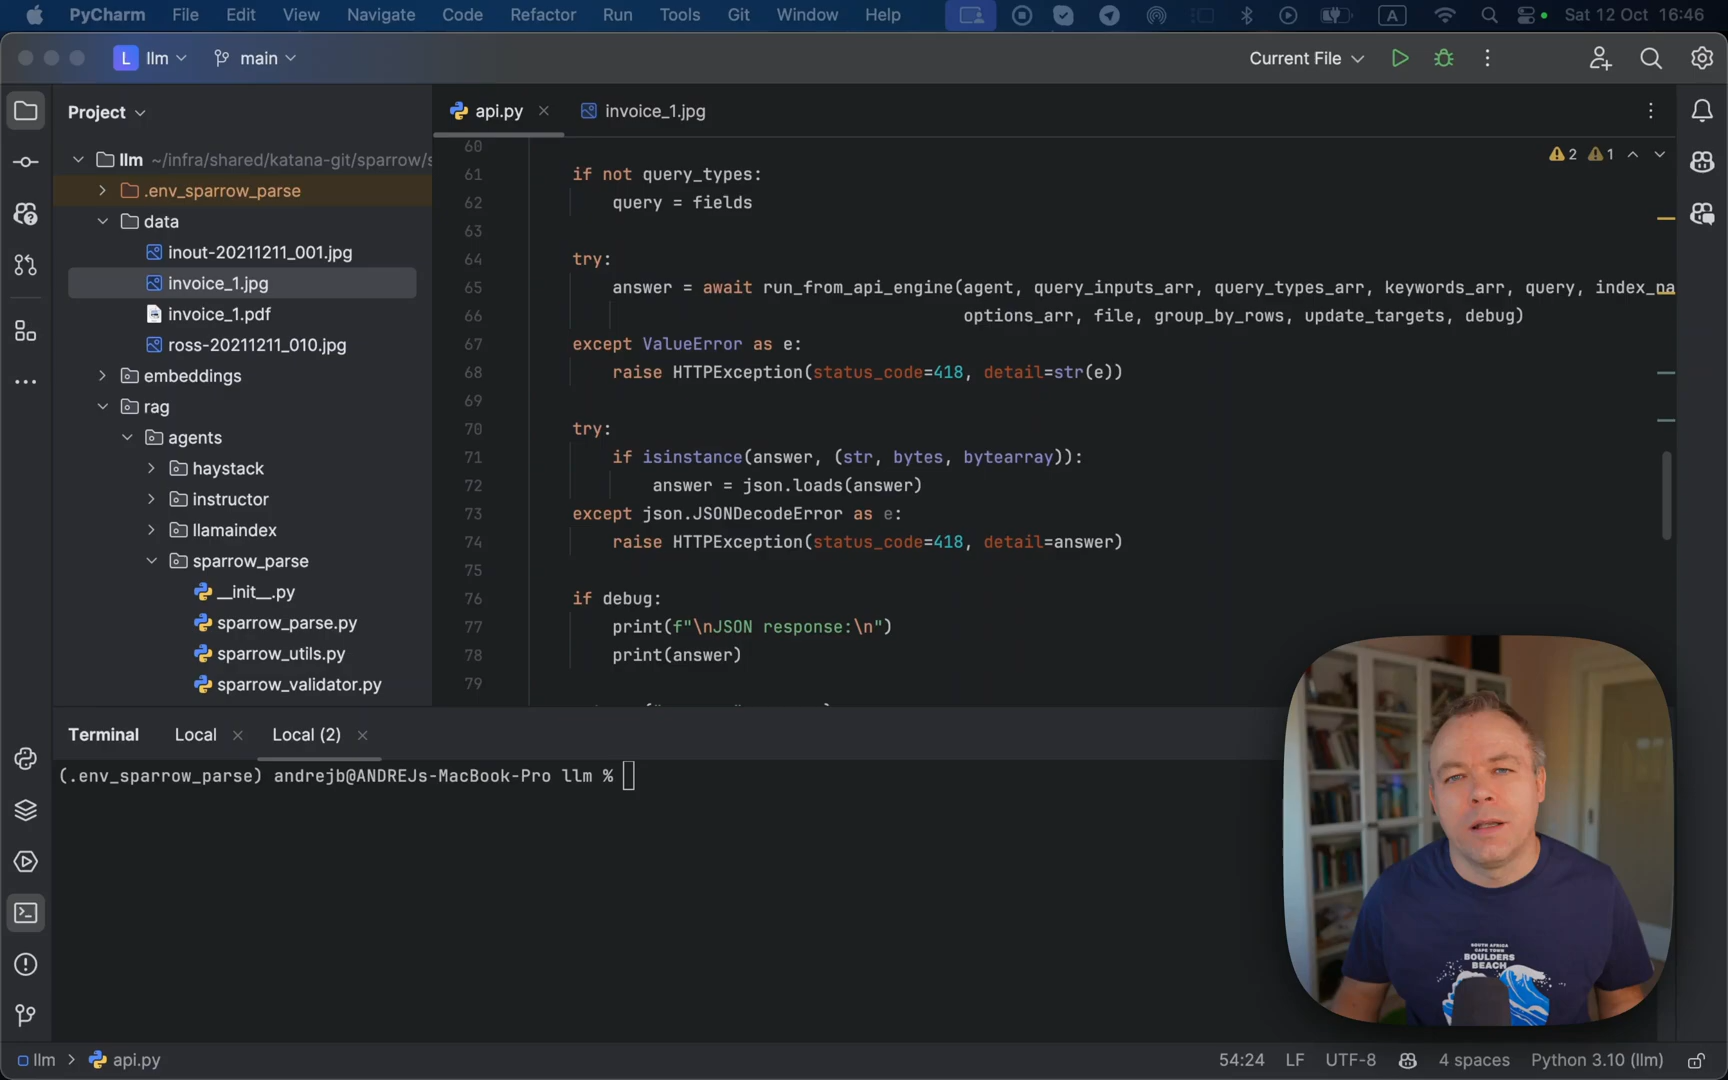 PyCharm File Edit View Navigate Code Refactor Run Tools Git Window Help A Sat 12 Oct 16:46
L llm main Current File
Project
api.py invoice_1.jpg
llm ~/infra/shared/katana-git/sparrow/s
.env_sparrow_parse
data
inout-20211211_001.jpg
invoice_1.jpg
invoice_1.pdf
ross-20211211_010.jpg
embeddings
rag
agents
haystack
instructor
llamaindex
sparrow_parse
__init__.py
sparrow_parse.py
sparrow_utils.py
sparrow_validator.py
2 1
60
61 if not query_types:
62 query = fields
63
64 try:
65 answer = await run_from_api_engine(agent, query_inputs_arr, query_types_arr, keywords_arr, query, index_na
66 options_arr, file, group_by_rows, update_targets, debug)
67 except ValueError as e:
68 raise HTTPException(status_code=418, detail=str(e))
69
70 try:
71 if isinstance(answer, (str, bytes, bytearray)):
72 answer = json.loads(answer)
73 except json.JSONDecodeError as e:
74 raise HTTPException(status_code=418, detail=answer)
75
76 if debug:
77 print(f"\nJSON response:\n")
78 print(answer)
79
Terminal Local Local (2)
(.env_sparrow_parse) andrejb@ANDREJs-MacBook-Pro llm %
SOUTH AFRICA
CAPE TOWN
BOULDERS
BEACH
llm > api.py 54:24 LF UTF-8 4 spaces Python 3.10 (llm)